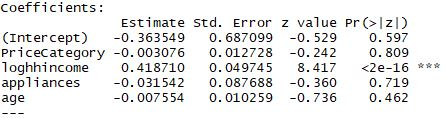 Coefficients:
Estimate Std. Error z value Pr(>|z|)
(Intercept) -0.363549 0.687099 -0.529 0.597
PriceCategory -0.003076 0.012728 -0.242 0.809
loghhincome 0.418710 0.049745 8.417 <2e-16 ***
appliances -0.031542 0.087688 -0.360 0.719
age -0.007554 0.010259 -0.736 0.462
---